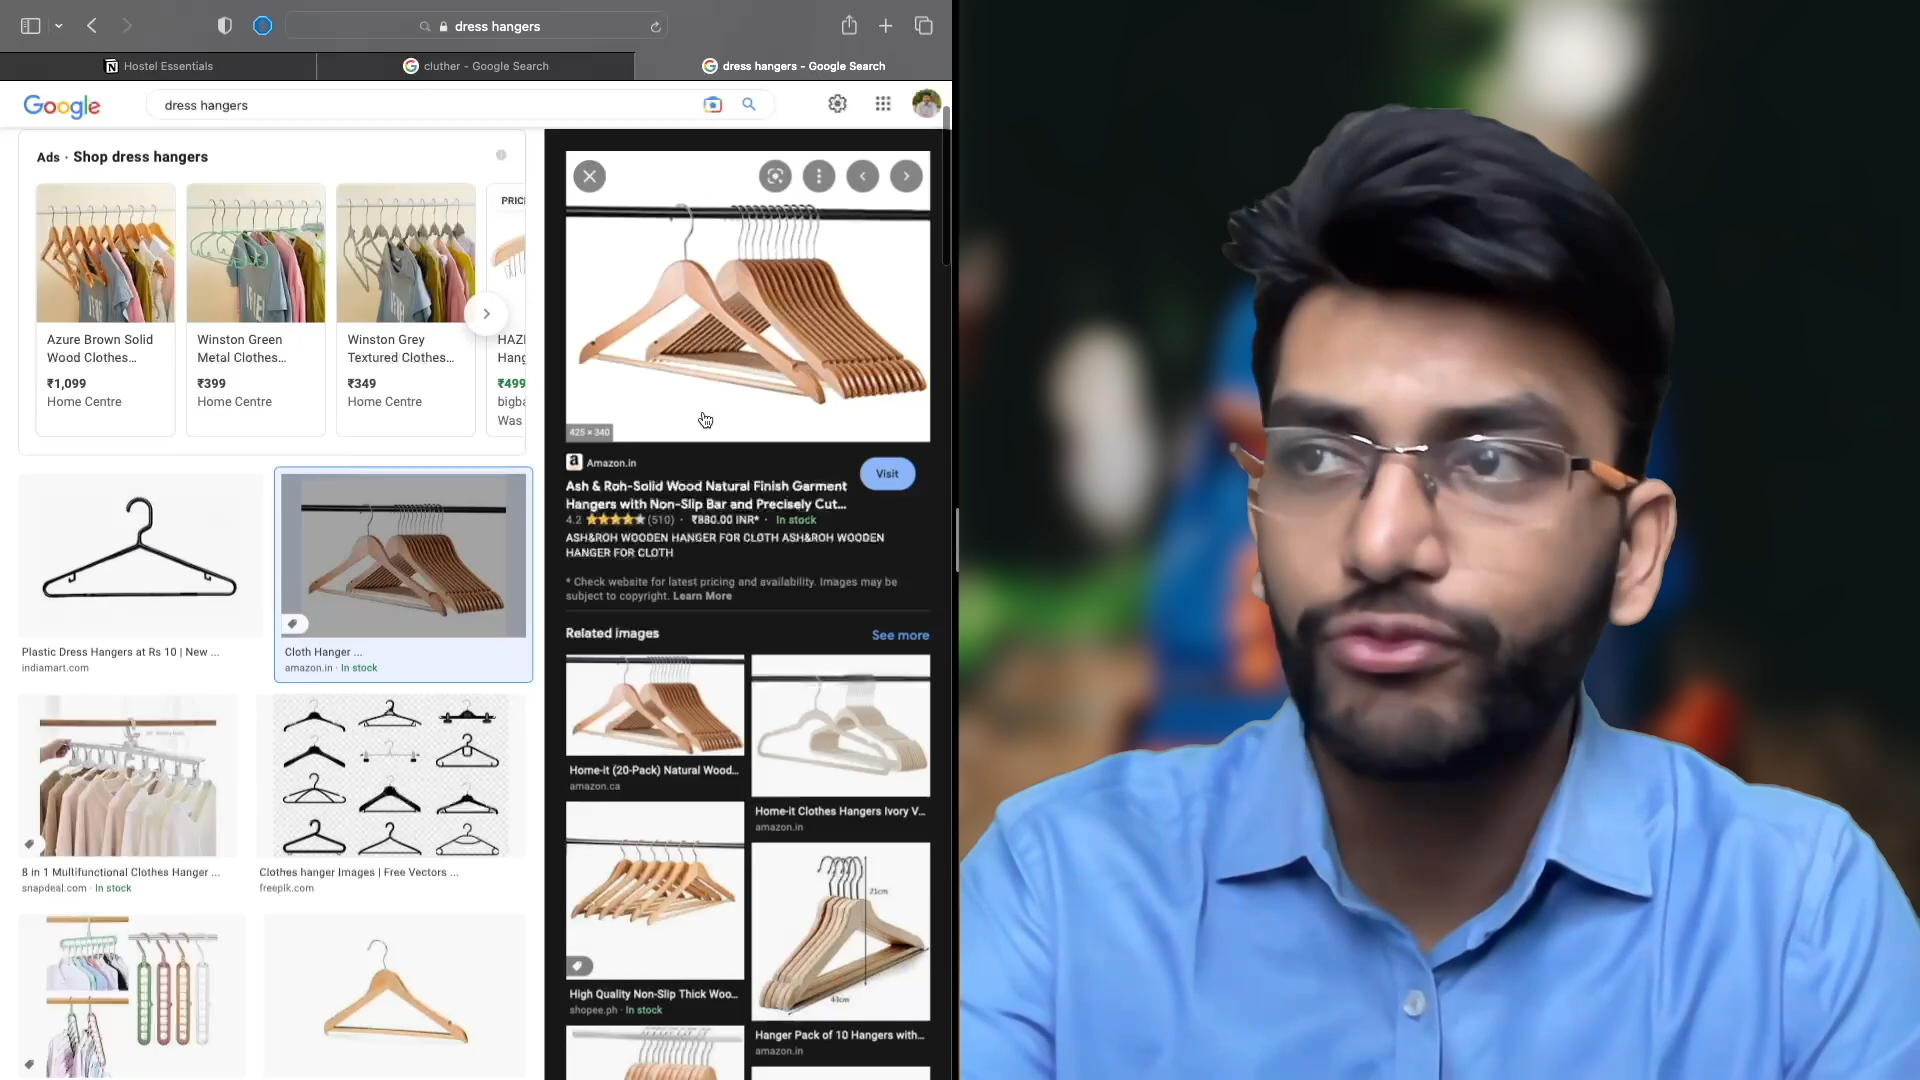 dress hangers
Hostel Essentials
cluther - Google Search
dress hangers - Google Search
Google
dress hangers
Ads · Shop dress hangers
Azure Brown Solid
Wood Clothes...
₹1,099
Home Centre
Winston Green
Metal Clothes...
₹399
Home Centre
Winston Grey
Textured Clothes...
₹349
Home Centre
PRIC
HAZ
Hang
₹499
bigba
Was
Plastic Dress Hangers at Rs 10 | New ...
indiamart.com
Cloth Hanger ...
amazon.in · In stock
8 in 1 Multifunctional Clothes Hanger ...
snapdeal.com · In stock
Clothes hanger Images | Free Vectors ...
freepik.com
425 × 340
a Amazon.in
Visit
Ash & Roh-Solid Wood Natural Finish Garment
Hangers with Non-Slip Bar and Precisely Cut...
4.2 ★★★★★ (510) · ₹880.00 INR* · In stock
ASH&ROH WOODEN HANGER FOR CLOTH ASH&ROH WOODEN
HANGER FOR CLOTH
* Check website for latest pricing and availability. Images may be
subject to copyright. Learn More
Related images
See more
Home-it (20-Pack) Natural Wood...
amazon.ca
Home-it Clothes Hangers Ivory V...
amazon.in
High Quality Non-Slip Thick Woo...
shopee.ph · In stock
21cm
43cm
Hanger Pack of 10 Hangers with...
amazon.in